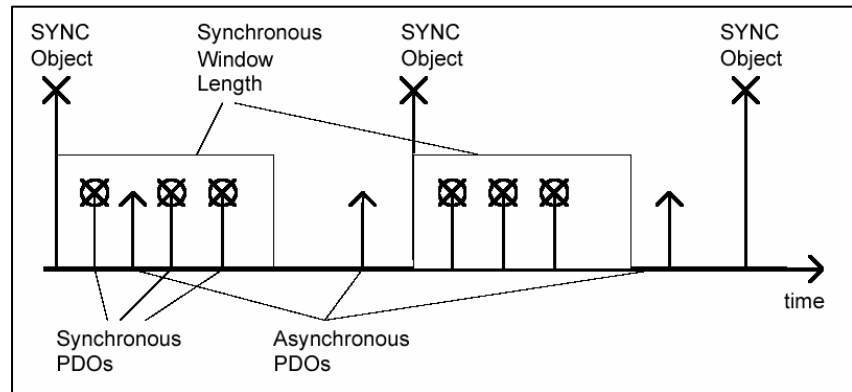 SYNC
Object
Synchronous
Window
Length
SYNC
Object
SYNC
Object
time
Synchronous
PDOs
Asynchronous
PDOs